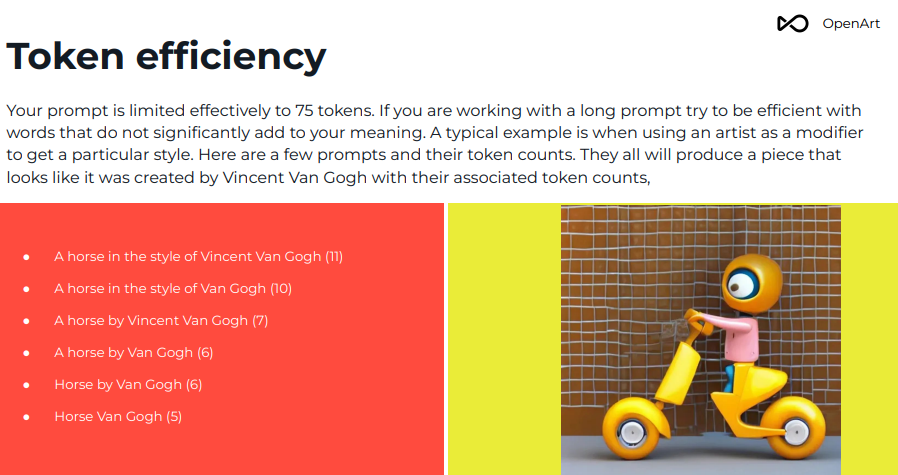 OpenArt
Token efficiency
Your prompt is limited effectively to 75 tokens. If you are working with a long prompt try to be efficient with
words that do not significantly add to your meaning. A typical example is when using an artist as a modifier
to get a particular style. Here are a few prompts and their token counts. They all will produce a piece that
looks like it was created by Vincent Van Gogh with their associated token counts,
● A horse in the style of Vincent Van Gogh (11)
● A horse in the style of Van Gogh (10)
● A horse by Vincent Van Gogh (7)
● A horse by Van Gogh (6)
● Horse by Van Gogh (6)
● Horse Van Gogh (5)